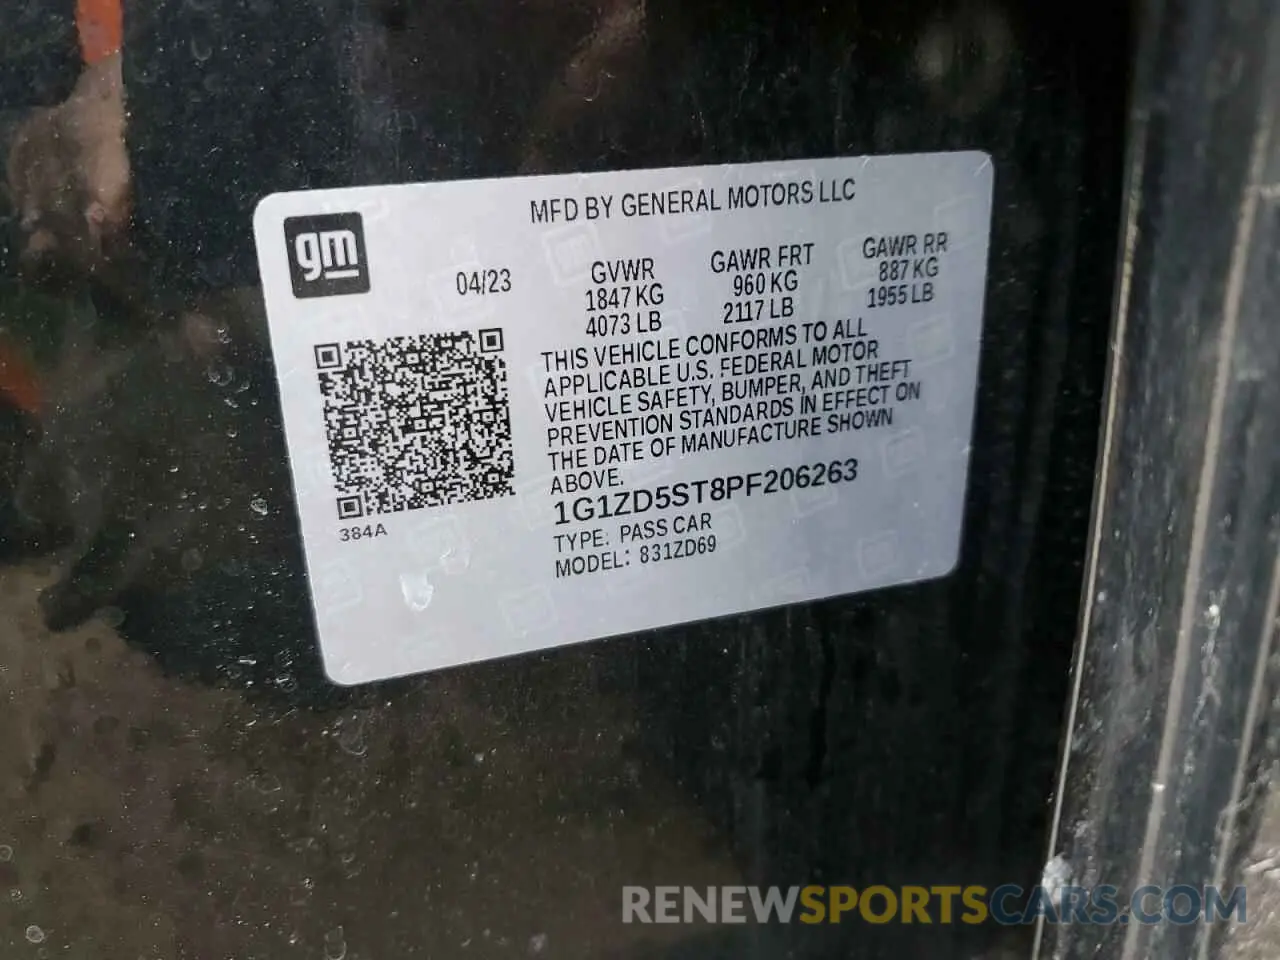 MFD BY GENERAL MOTORS LLC
gm
04/23
GVWR GAWR FRT GAWR RR
1847 KG 960 KG 887 KG
4073 LB 2117 LB 1955 LB
THIS VEHICLE CONFORMS TO ALL
APPLICABLE U.S. FEDERAL MOTOR
VEHICLE SAFETY, BUMPER, AND THEFT
PREVENTION STANDARDS IN EFFECT ON
THE DATE OF MANUFACTURE SHOWN
ABOVE.
1G1ZD5ST8PF206263
TYPE: PASS CAR
MODEL: 831ZD69
384A
RENEWSPORTSCARS.COM